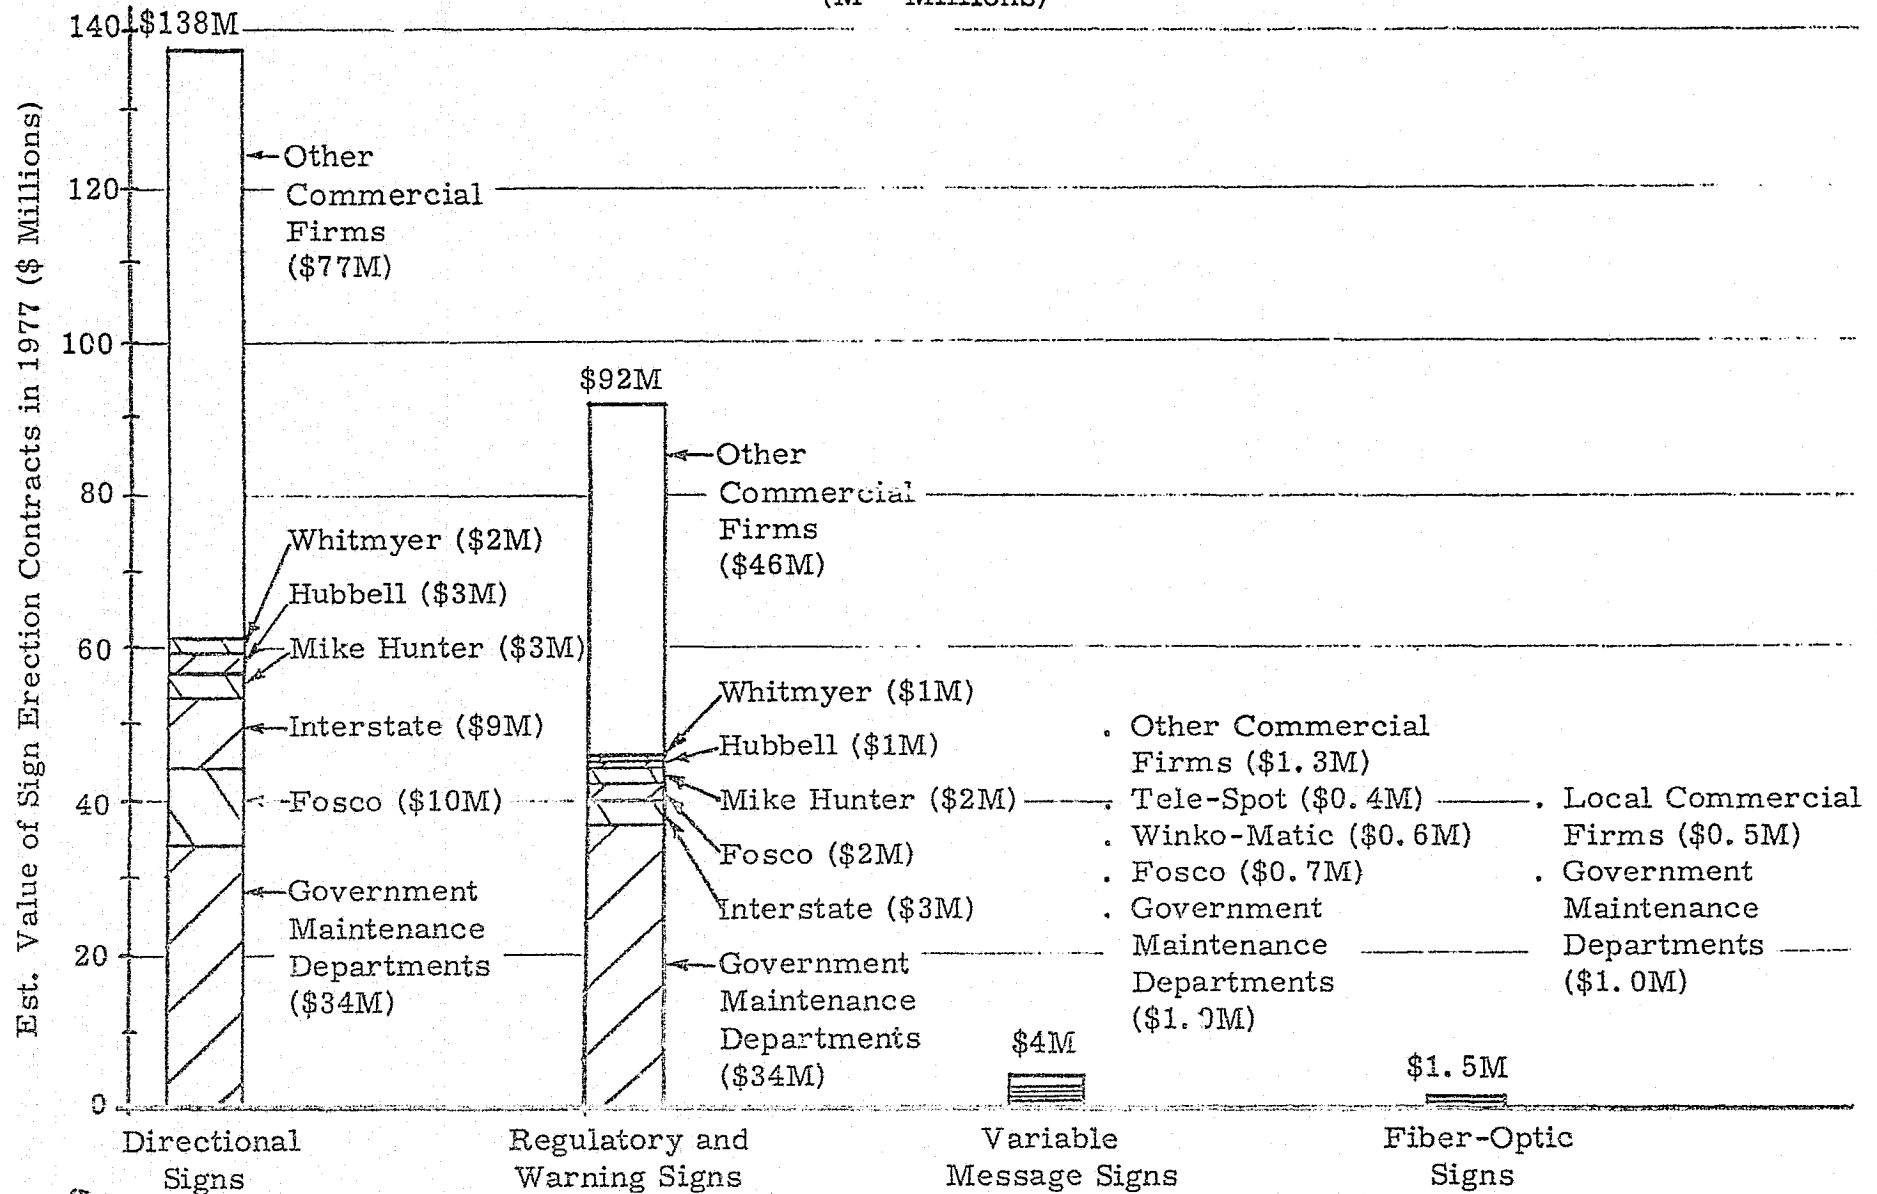 (M Millions)
Est. Value of Sign Erection Contracts in 1977 ($ Millions)
140
120
100
80
60
40
20
0
$138M
Other
Commercial
Firms
($77M)
Whitmyer ($2M)
Hubbell ($3M)
Mike Hunter ($3M)
Interstate ($9M)
Fosco ($10M)
Government
Maintenance
Departments
($34M)
$92M
Other
Commercial
Firms
($46M)
Whitmyer ($1M)
Hubbell ($1M)
Mike Hunter ($2M)
Fosco ($2M)
Interstate ($3M)
Government
Maintenance
Departments
($34M)
. Other Commercial
Firms ($1.3M)
. Tele-Spot ($0.4M)
. Winko-Matic ($0.6M)
. Fosco ($0.7M)
. Government
Maintenance
Departments
$4M
. Local Commercial
Firms ($0.5M)
. Government
Maintenance
Departments
($1.0M)
$1.5M
Directional
Signs
Regulatory and
Warning Signs
Variable
Message Signs
Fiber-Optic
Signs